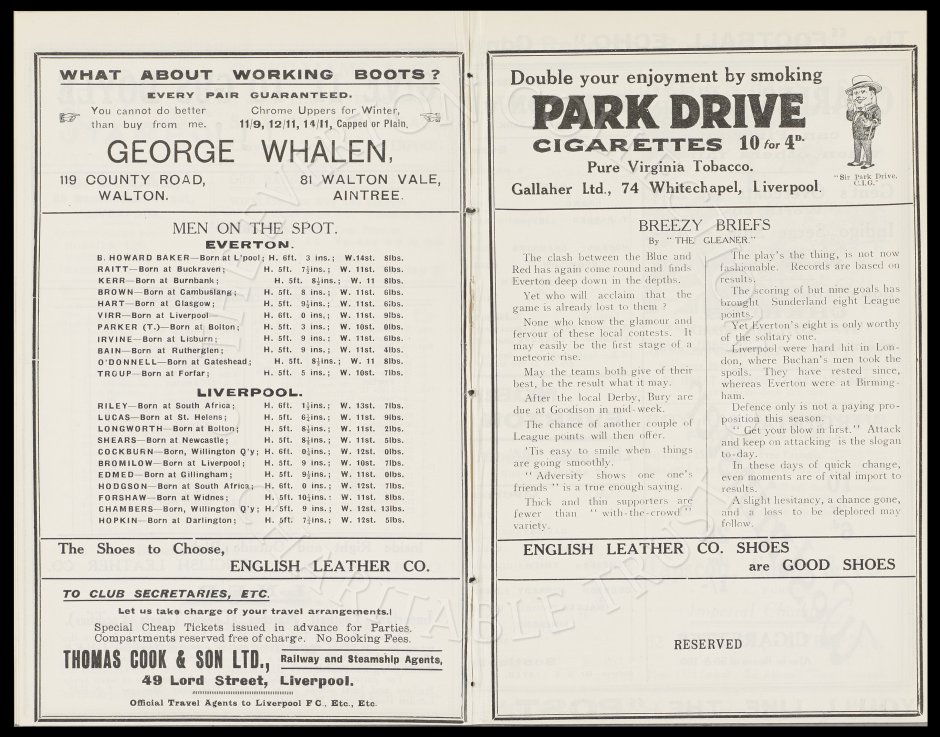 WHAT ABOUT WORKING BOOTS?
EVERY PAIR GUARANTEED.
You cannot do better
than buy from me.
Chrome Uppers for Winter,
11/9, 12/11, 14/11, Capped or Plain.
GEORGE WHALEN,
119 COUNTY ROAD,
WALTON.
81 WALTON VALE,
AINTREE.
MEN ON THE SPOT.
EVERTON.
B. HOWARD BAKER—Born at L'pool; H. 6ft. 3 ins.; W. 14st. 8lbs.
RAITT—Born at Buckraven; H. 5ft. 7½ins.; W. 11st. 6lbs.
KERR—Born at Burnbank; H. 5ft. 8½ins.; W. 11 8lbs.
BROWN—Born at Cambuslang; H. 5ft. 8 ins.; W. 11st. 6lbs.
HART—Born at Glasgow; H. 5ft. 9½ins.; W. 11st. 6lbs.
VIRR—Born at Liverpool H. 6ft. 0 ins.; W. 11st. 9lbs.
PARKER (T.)—Born at Bolton; H. 5ft. 3 ins.; W. 10st. 0lbs.
IRVINE—Born at Lisburn; H. 5ft. 9 ins.; W. 11st. 6lbs.
BAIN—Born at Rutherglen; H. 5ft. 9 ins.; W. 11st. 4lbs.
O'DONNELL—Born at Gateshead; H. 5ft. 8½ins.; W. 11 8lbs.
TROUP—Born at Forfar; H. 5ft. 5 ins.; W. 10st. 7lbs.
LIVERPOOL.
RILEY—Born at South Africa; H. 6ft. 1½ins.; W. 13st. 7lbs.
LUCAS—Born at St. Helens; H. 5ft. 6½ins.; W. 11st. 9lbs.
LONGWORTH—Born at Bolton; H. 5ft. 8½ins.; W. 11st. 2lbs.
SHEARS—Born at Newcastle; H. 5ft. 8½ins.; W. 11st. 5lbs.
COCKBURN—Born, Willington Q'y; H. 6ft. 0½ins.; W. 12st. 0lbs.
BROMILOW—Born at Liverpool; H. 5ft. 9 ins.; W. 10st. 7lbs.
EDMED—Born at Gillingham; H. 5ft. 9½ins.; W. 11st. 5lbs.
HODGSON—Born at South Africa; H. 6ft. 0 ins.; W. 12st. 7lbs.
FORSHAW—Born at Widnes; H. 5ft. 10½ins.: W. 11st. 8lbs.
CHAMBERS—Born, Willington Q'y; H. 5ft. 9 ins.; W. 12st. 13lbs.
HOPKIN—Born at Darlington; H. 5ft. 7½ins.; W. 12st. 5lbs.
The Shoes to Choose,
ENGLISH LEATHER CO.
TO CLUB SECRETARIES, ETC.
Let us take charge of your travel arrangements.
Special Cheap Tickets issued in advance for Parties.
Compartments reserved free of charge. No Booking Fees.
THOMAS COOK & SON LTD., Railway and Steamship Agents,
49 Lord Street, Liverpool.
Official Travel Agents to Liverpool F C., Etc., Etc.
Double your enjoyment by smoking
PARK DRIVE
CIGARETTES 10 for 4D.
Pure Virginia Tobacco.
Gallaher Ltd., 74 Whitechapel, Liverpool.
"Sir Park Drive.
C.I.G."
BREEZY BRIEFS
By "THE GLEANER."
The clash between the Blue and
Red has again come round and finds
Everton deep down in the depths.
Yet who will acclaim that the
game is already lost to them?
None who know the glamour and
fervour of these local contests. It
may easily be the first stage of a
meteoric rise.
May the teams both give of their
best, be the result what it may.
After the local Derby, Bury are
due at Goodison in mid-week.
The chance of another couple of
League points will then offer.
'Tis easy to smile when things
are going smoothly.
"Adversity shows one one's
friends" is a true enough saying.
Thick and thin supporters are
fewer than "with-the-crowd"
variety.
The play's the thing, is not now
fashionable. Records are based on
results.
The scoring of but nine goals has
brought Sunderland eight League
points.
Yet Everton's eight is only worthy
of the solitary one.
Liverpool were hard hit in Lon-
don, where Buchan's men took the
spoils. They have rested since,
whereas Everton were at Birming-
ham.
Defence only is not a paying pro-
position this season.
"Get your blow in first." Attack
and keep on attacking is the slogan
to-day.
In these days of quick change,
even moments are of vital import to
results.
A slight hesitancy, a chance gone,
and a loss to be deplored may
follow.
ENGLISH LEATHER CO. SHOES
are GOOD SHOES
RESERVED